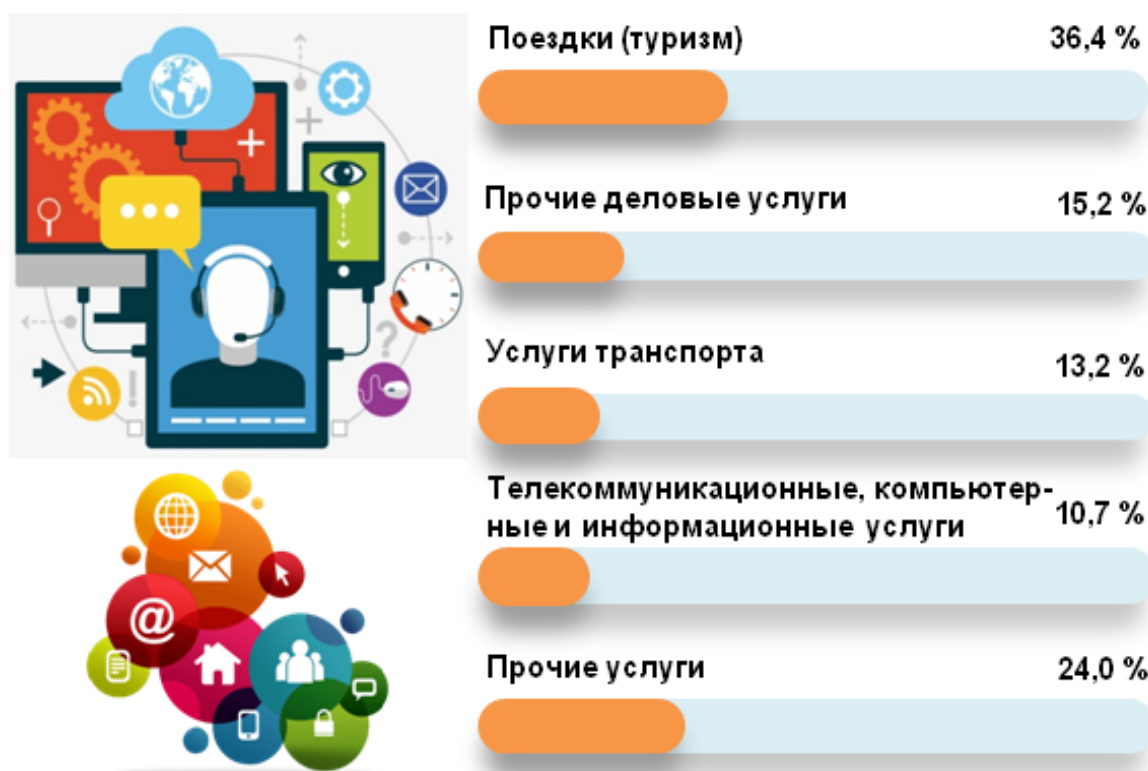 Поездки (туризм) 36,4 %
Прочие деловые услуги 15,2 %
Услуги транспорта 13,2 %
Телекоммуникационные, компьютер-
ные и информационные услуги 10,7 %
Прочие услуги 24,0 %